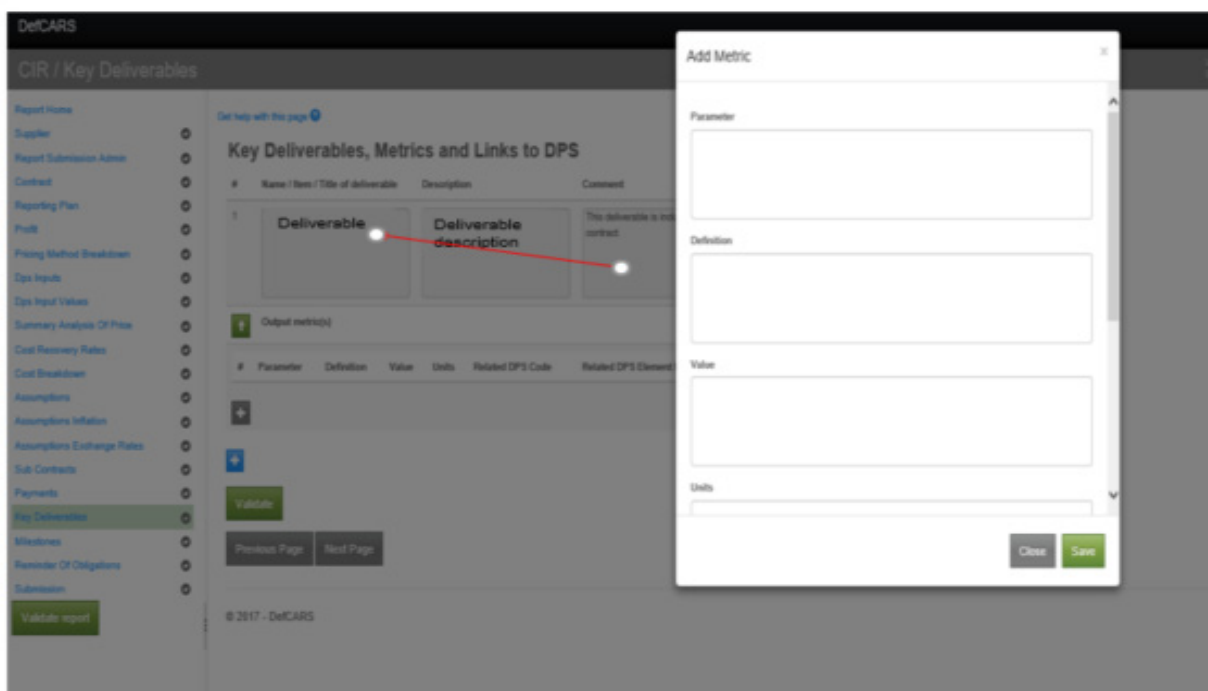 DefCARS
CIR / Key Deliverables
Report Home
Supplier
Report Submission Admin
Contract
Reporting Plan
Profit
Pricing Method Breakdown
Dps Inputs
Dps Input Values
Summary Analysis Of Price
Cost Recovery Rates
Cost Breakdown
Assumptions
Assumptions Inflation
Assumptions Exchange Rates
Sub Contracts
Payments
Key Deliverables
Milestones
Reminder Of Obligations
Submission
Validate report
Get help with this page
Key Deliverables, Metrics and Links to DPS
# Name / Item / Title of deliverable Description Comment
1 Deliverable Deliverable This deliverable is
description contract
Output metric(s)
# Parameter Definition Value Units Related DPS Code Related DPS Element
Validate
Previous Page Next Page
© 2017 - DefCARS
Add Metric
Parameter
Definition
Value
Units
Close Save